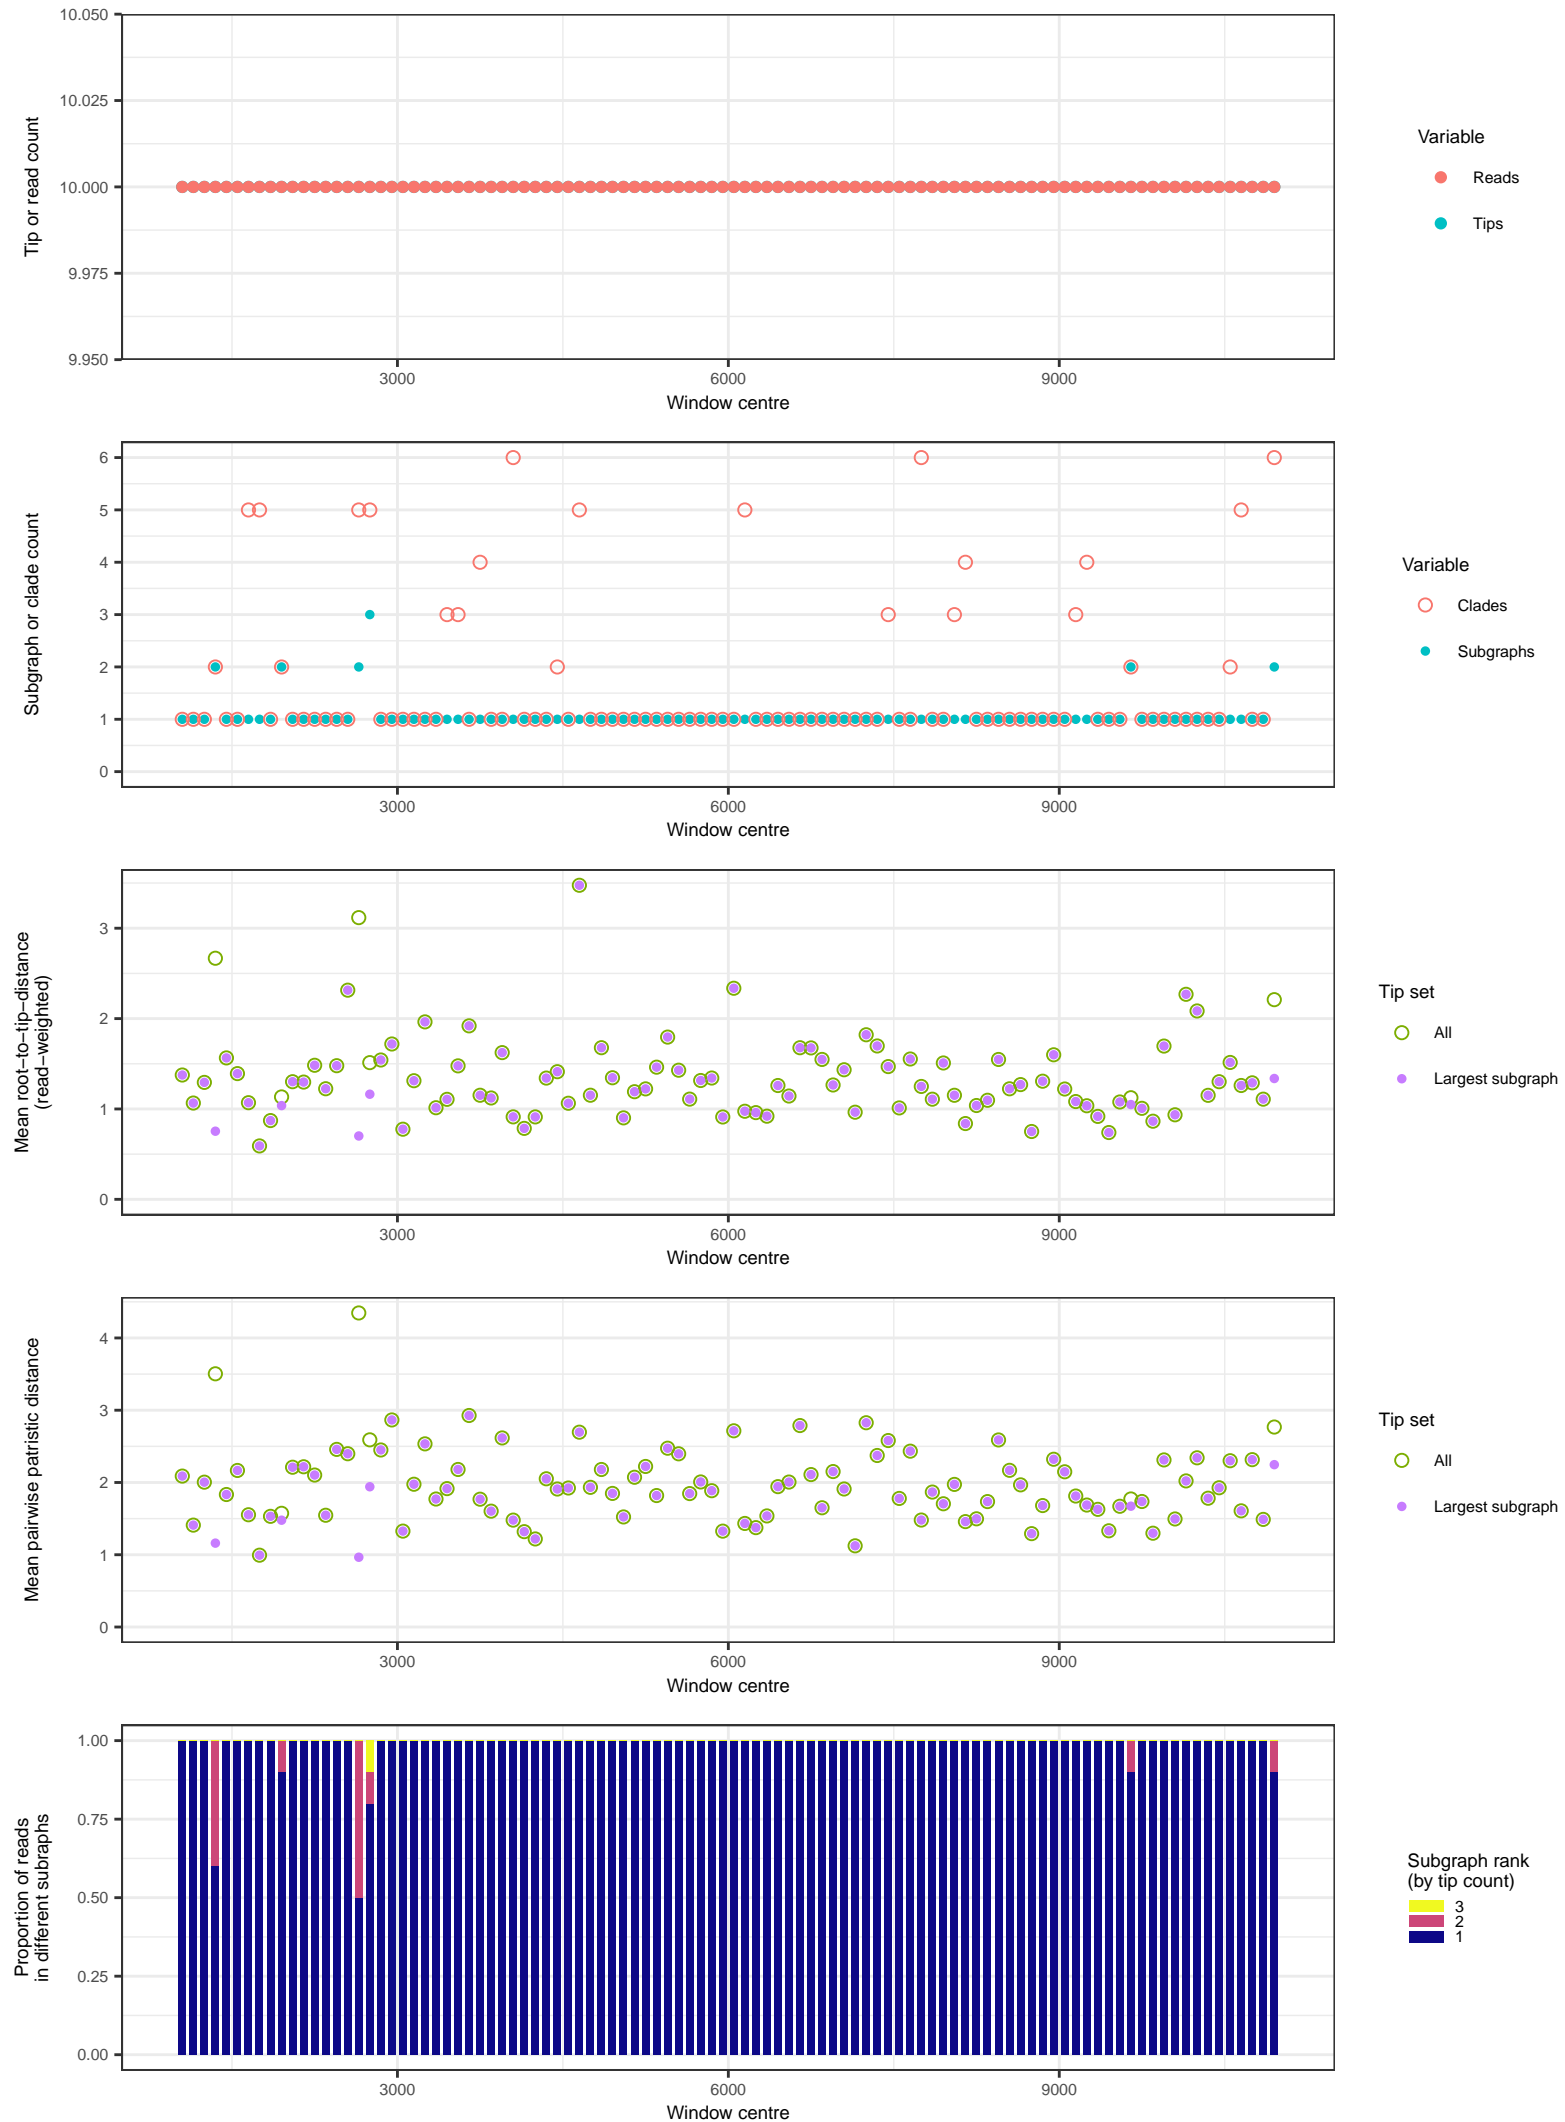 10.050
10.025
10.000
9.975
9.950
Tip or read count
3000
6000
9000
Window centre
Variable
Reads
Tips
6
5
4
3
2
1
0
Subgraph or clade count
3000
6000
9000
Window centre
Variable
Clades
Subgraphs
3
2
1
0
Mean root−to−tip−distance
(read−weighted)
3000
6000
9000
Window centre
Tip set
All
Largest subgraph
4
3
2
1
0
Mean pairwise patristic distance
3000
6000
9000
Window centre
Tip set
All
Largest subgraph
1.00
0.75
0.50
0.25
0.00
Proportion of reads
in different subraphs
3000
6000
9000
Window centre
Subgraph rank
(by tip count)
3
2
1